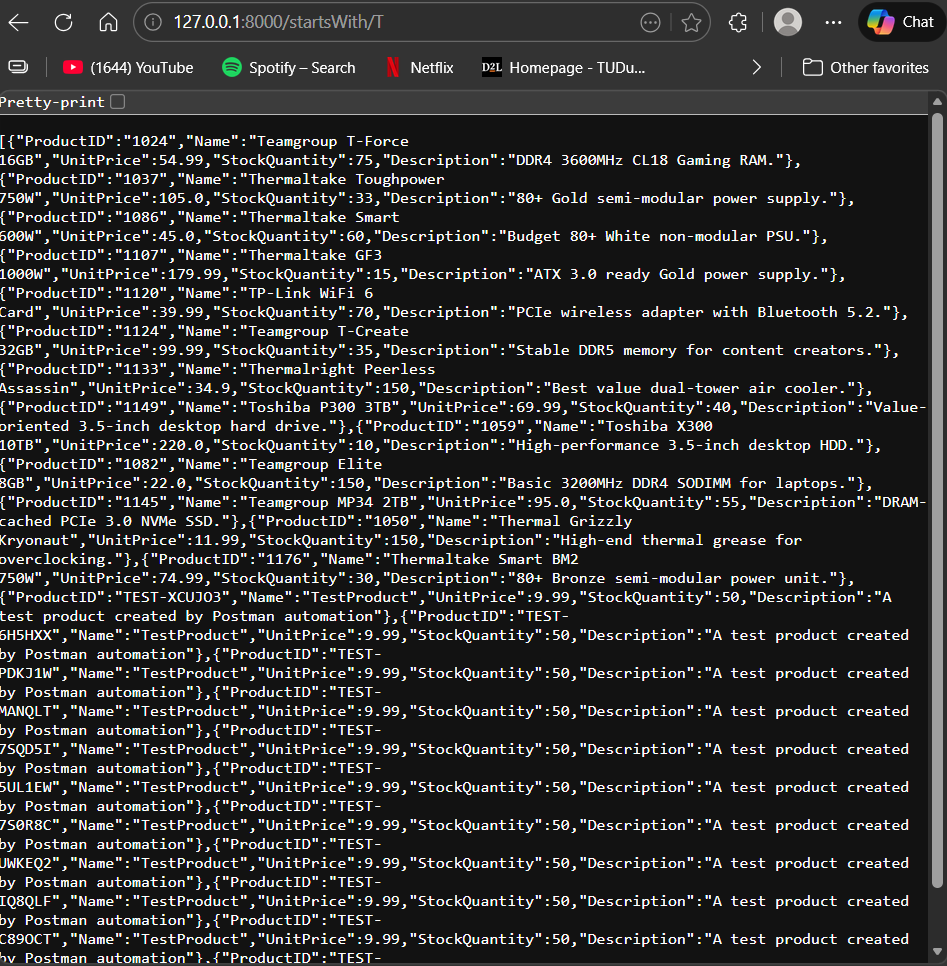 127.0.0.1:8000/startsWith/T
Chat
(1644) YouTube
Spotify – Search
Netflix
D2L Homepage - TUDu...
Other favorites
Pretty-print
[{"ProductID":"1024","Name":"Teamgroup T-Force
16GB","UnitPrice":54.99,"StockQuantity":75,"Description":"DDR4 3600MHz CL18 Gaming RAM."},
{"ProductID":"1037","Name":"Thermaltake Toughpower
750W","UnitPrice":105.0,"StockQuantity":33,"Description":"80+ Gold semi-modular power supply."},
{"ProductID":"1086","Name":"Thermaltake Smart
600W","UnitPrice":45.0,"StockQuantity":60,"Description":"Budget 80+ White non-modular PSU."},
{"ProductID":"1107","Name":"Thermaltake GF3
1000W","UnitPrice":179.99,"StockQuantity":15,"Description":"ATX 3.0 ready Gold power supply."},
{"ProductID":"1120","Name":"TP-Link WiFi 6
Card","UnitPrice":39.99,"StockQuantity":70,"Description":"PCIe wireless adapter with Bluetooth 5.2."},
{"ProductID":"1124","Name":"Teamgroup T-Create
32GB","UnitPrice":99.99,"StockQuantity":35,"Description":"Stable DDR5 memory for content creators."},
{"ProductID":"1133","Name":"Thermalright Peerless
Assassin","UnitPrice":34.9,"StockQuantity":150,"Description":"Best value dual-tower air cooler."},
{"ProductID":"1149","Name":"Toshiba P300 3TB","UnitPrice":69.99,"StockQuantity":40,"Description":"Value-
oriented 3.5-inch desktop hard drive."},{"ProductID":"1059","Name":"Toshiba X300
10TB","UnitPrice":220.0,"StockQuantity":10,"Description":"High-performance 3.5-inch desktop HDD."},
{"ProductID":"1082","Name":"Teamgroup Elite
8GB","UnitPrice":22.0,"StockQuantity":150,"Description":"Basic 3200MHz DDR4 SODIMM for laptops."},
{"ProductID":"1145","Name":"Teamgroup MP34 2TB","UnitPrice":95.0,"StockQuantity":55,"Description":"DRAM-
cached PCIe 3.0 NVMe SSD."},{"ProductID":"1050","Name":"Thermal Grizzly
Kryonaut","UnitPrice":11.99,"StockQuantity":150,"Description":"High-end thermal grease for
overclocking."},{"ProductID":"1176","Name":"Thermaltake Smart BM2
750W","UnitPrice":74.99,"StockQuantity":30,"Description":"80+ Bronze semi-modular power unit."},
{"ProductID":"TEST-XCUJO3","Name":"TestProduct","UnitPrice":9.99,"StockQuantity":50,"Description":"A
test product created by Postman automation"},{"ProductID":"TEST-
6H5HXX","Name":"TestProduct","UnitPrice":9.99,"StockQuantity":50,"Description":"A test product created
by Postman automation"},{"ProductID":"TEST-
PDKJ1W","Name":"TestProduct","UnitPrice":9.99,"StockQuantity":50,"Description":"A test product created
by Postman automation"},{"ProductID":"TEST-
MANQLT","Name":"TestProduct","UnitPrice":9.99,"StockQuantity":50,"Description":"A test product created
by Postman automation"},{"ProductID":"TEST-
7SQD5I","Name":"TestProduct","UnitPrice":9.99,"StockQuantity":50,"Description":"A test product created
by Postman automation"},{"ProductID":"TEST-
5UL1EW","Name":"TestProduct","UnitPrice":9.99,"StockQuantity":50,"Description":"A test product created
by Postman automation"},{"ProductID":"TEST-
7S0R8C","Name":"TestProduct","UnitPrice":9.99,"StockQuantity":50,"Description":"A test product created
by Postman automation"},{"ProductID":"TEST-
UWKEQ2","Name":"TestProduct","UnitPrice":9.99,"StockQuantity":50,"Description":"A test product created
by Postman automation"},{"ProductID":"TEST-
IQ8QLF","Name":"TestProduct","UnitPrice":9.99,"StockQuantity":50,"Description":"A test product created
by Postman automation"},{"ProductID":"TEST-
C89OCT","Name":"TestProduct","UnitPrice":9.99,"StockQuantity":50,"Description":"A test product created
by Postman automation"},{"ProductID":"TEST-